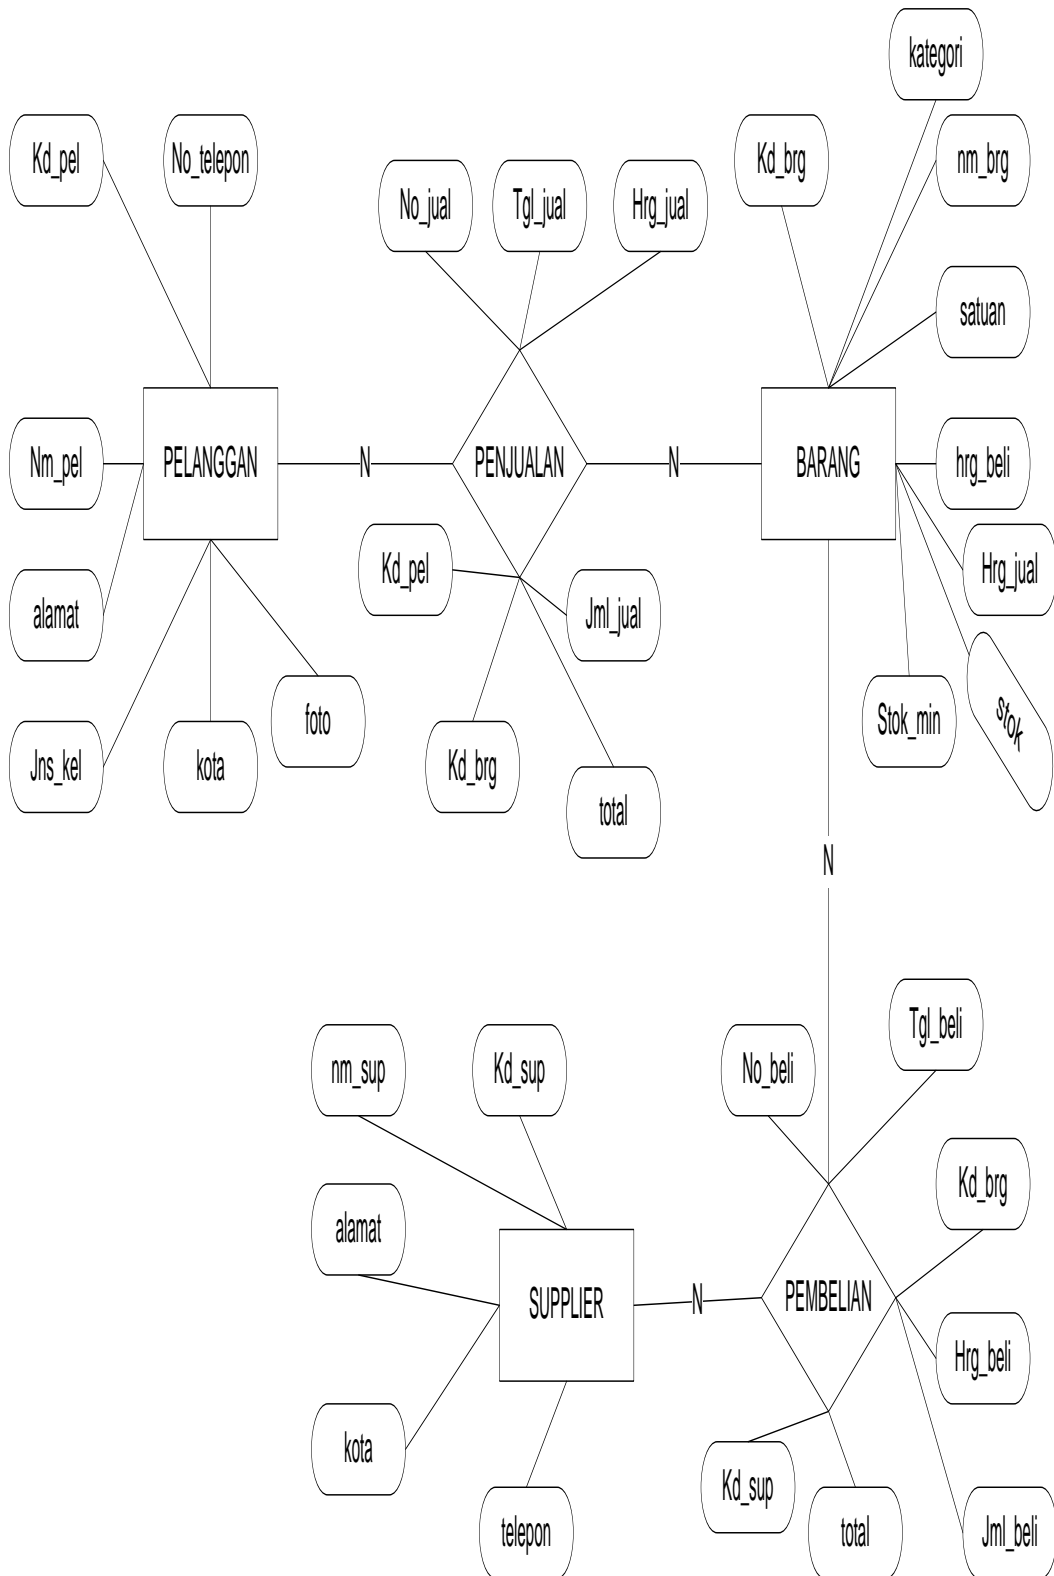 kategori
Kd_pel
No_telepon
Kd_brg
nm_brg
No_jual
Tgl_jual
Hrg_jual
satuan
Nm_pel
PELANGGAN
N
PENJUALAN
N
BARANG
hrg_beli
Kd_pel
Hrg_jual
alamat
Jml_jual
foto
Stok_min
stok
Jns_kel
kota
Kd_brg
total
N
Tgl_beli
nm_sup
Kd_sup
No_beli
Kd_brg
alamat
SUPPLIER
N
PEMBELIAN
Hrg_beli
kota
Kd_sup
telepon
total
Jml_beli